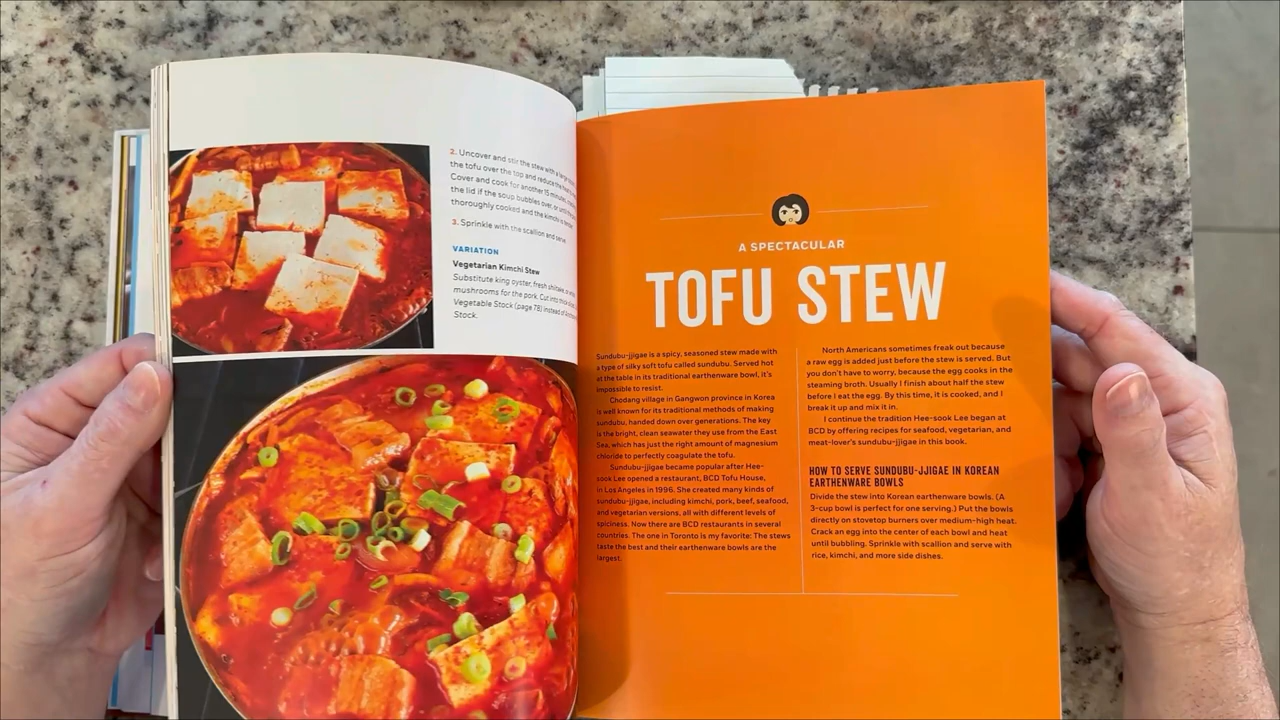 2. Uncover and stir the stew with a large
the tofu over the top and reduce the heat
Cover and cook for another 15 minutes,
the lid if the soup bubbles over, or until the
thoroughly cooked and the kimchi is
3. Sprinkle with the scallion and serve
VARIATION
Vegetarian Kimchi Stew
Substitute king oyster, fresh shiitake, or
mushrooms for the pork. Cut into thick
Vegetable Stock (page 78) instead of
Stock.
A SPECTACULAR
TOFU STEW
Sundubu-jjigae is a spicy, seasoned stew made with
a type of silky soft tofu called sundubu. Served hot
at the table in its traditional earthenware bowl, it's
impossible to resist.
Chodang village in Gangwon province in Korea
is well known for its traditional methods of making
sundubu, handed down over generations. The key
is the bright, clean seawater they use from the East
Sea, which has just the right amount of magnesium
chloride to perfectly coagulate the tofu.
Sundubu-jjigae became popular after Hee-
sook Lee opened a restaurant, BCD Tofu House,
in Los Angeles in 1996. She created many kinds of
sundubu-jjigae, including kimchi, pork, beef, seafood,
and vegetarian versions, all with different levels of
spiciness. Now there are BCD restaurants in several
countries. The one in Toronto is my favorite: The stews
taste the best and their earthenware bowls are the
largest.
North Americans sometimes freak out because
a raw egg is added just before the stew is served. But
you don't have to worry, because the egg cooks in the
steaming broth. Usually I finish about half the stew
before I eat the egg. By this time, it is cooked, and I
break it up and mix it in.
I continue the tradition Hee-sook Lee began at
BCD by offering recipes for seafood, vegetarian, and
meat-lover's sundubu-jjigae in this book.
HOW TO SERVE SUNDUBU-JJIGAE IN KOREAN
EARTHENWARE BOWLS
Divide the stew into Korean earthenware bowls. (A
3-cup bowl is perfect for one serving.) Put the bowls
directly on stovetop burners over medium-high heat.
Crack an egg into the center of each bowl and heat
until bubbling. Sprinkle with scallion and serve with
rice, kimchi, and more side dishes.